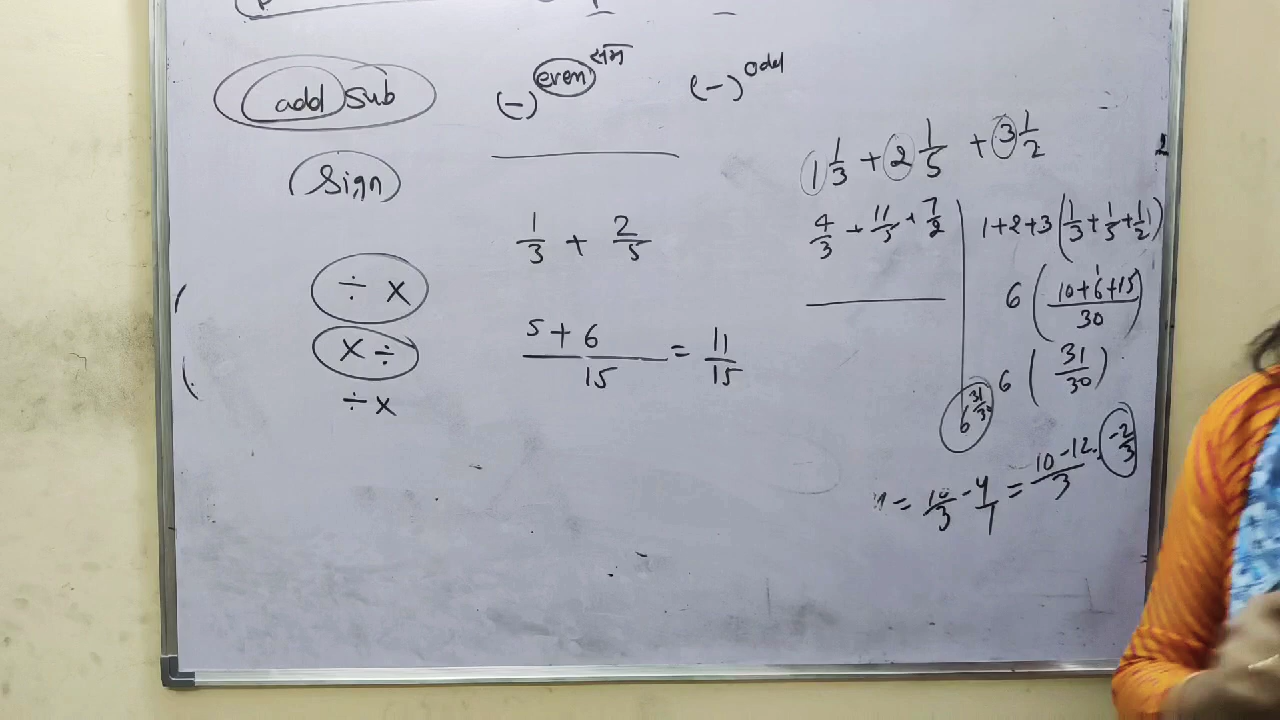 add sub
(-)^even सम (-)^odd
Sign
÷ x
x ÷
÷ x
1/3 + 2/5
5+6/15 = 11/15
1 1/3 + 2 1/5 + 3 1/2
4/3 + 11/5 + 7/2
1+2+3 (1/3 + 1/5 + 1/2)
6 (10+6+15/30)
6 (31/30)
6 31/30
= 10/3 - 4/1 = 10-12/3 -2/3
2